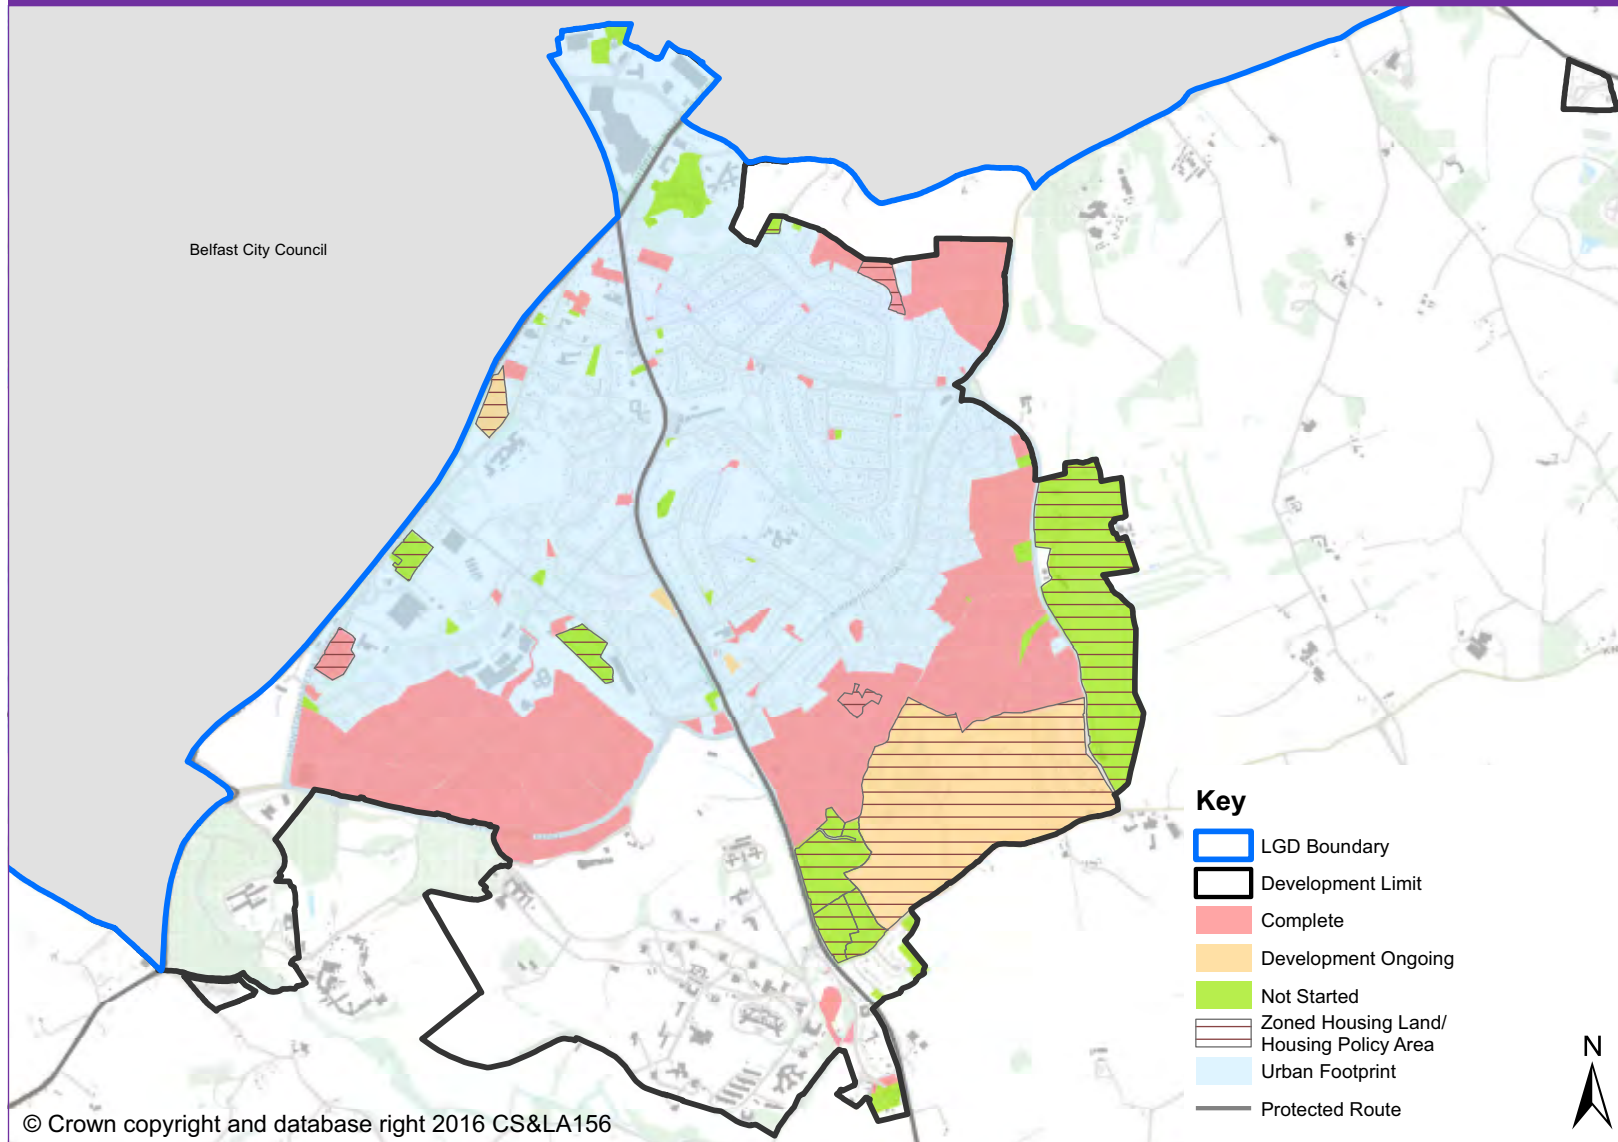 Belfast City Council
Key
LGD Boundary
Development Limit
Complete
Development Ongoing
Not Started
Zoned Housing Land/
Housing Policy Area
Urban Footprint
Protected Route
N
© Crown copyright and database right 2016 CS&LA156